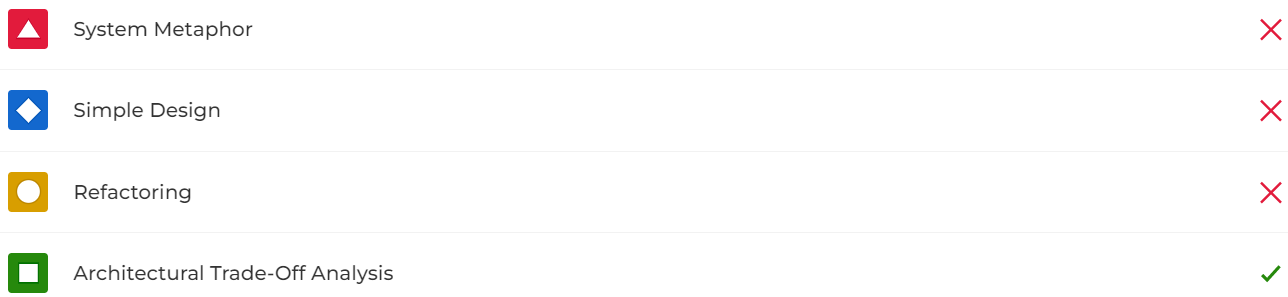 System Metaphor
Simple Design
Refactoring
Architectural Trade-Off Analysis